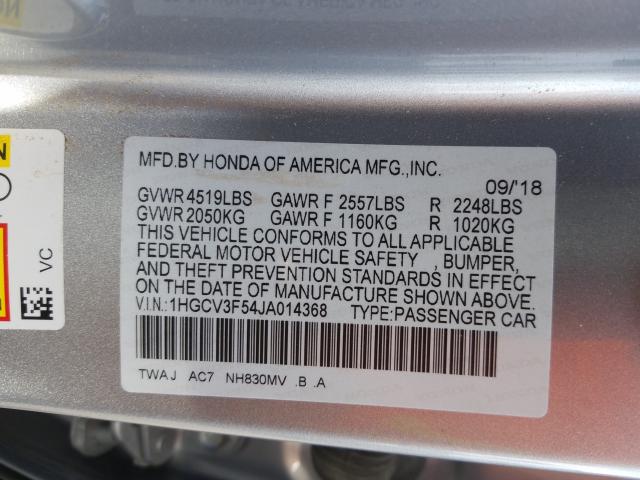 MFD.BY HONDA OF AMERICA MFG.,INC.
09/'18
GVWR 4519LBS GAWR F 2557LBS R 2248LBS
GVWR 2050KG GAWR F 1160KG R 1020KG
THIS VEHICLE CONFORMS TO ALL APPLICABLE
FEDERAL MOTOR VEHICLE SAFETY , BUMPER,
AND THEFT PREVENTION STANDARDS IN EFFECT
ON THE DATE OF MANUFACTURE SHOWN ABOVE.
V.I.N.:1HGCV3F54JA014368 TYPE:PASSENGER CAR
TWAJ AC7 NH830MV .B .A
VC